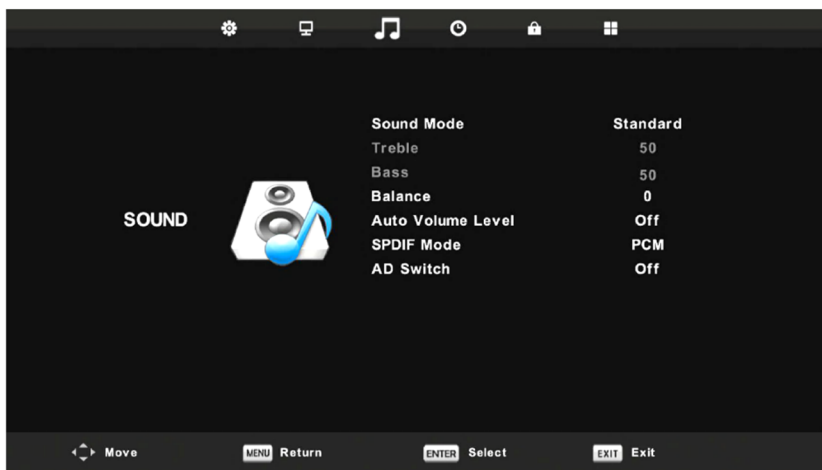 Sound Mode Standard
Treble 50
Bass 50
Balance 0
SOUND
Auto Volume Level Off
SPDIF Mode PCM
AD Switch Off
Move MENU Return ENTER Select EXIT Exit